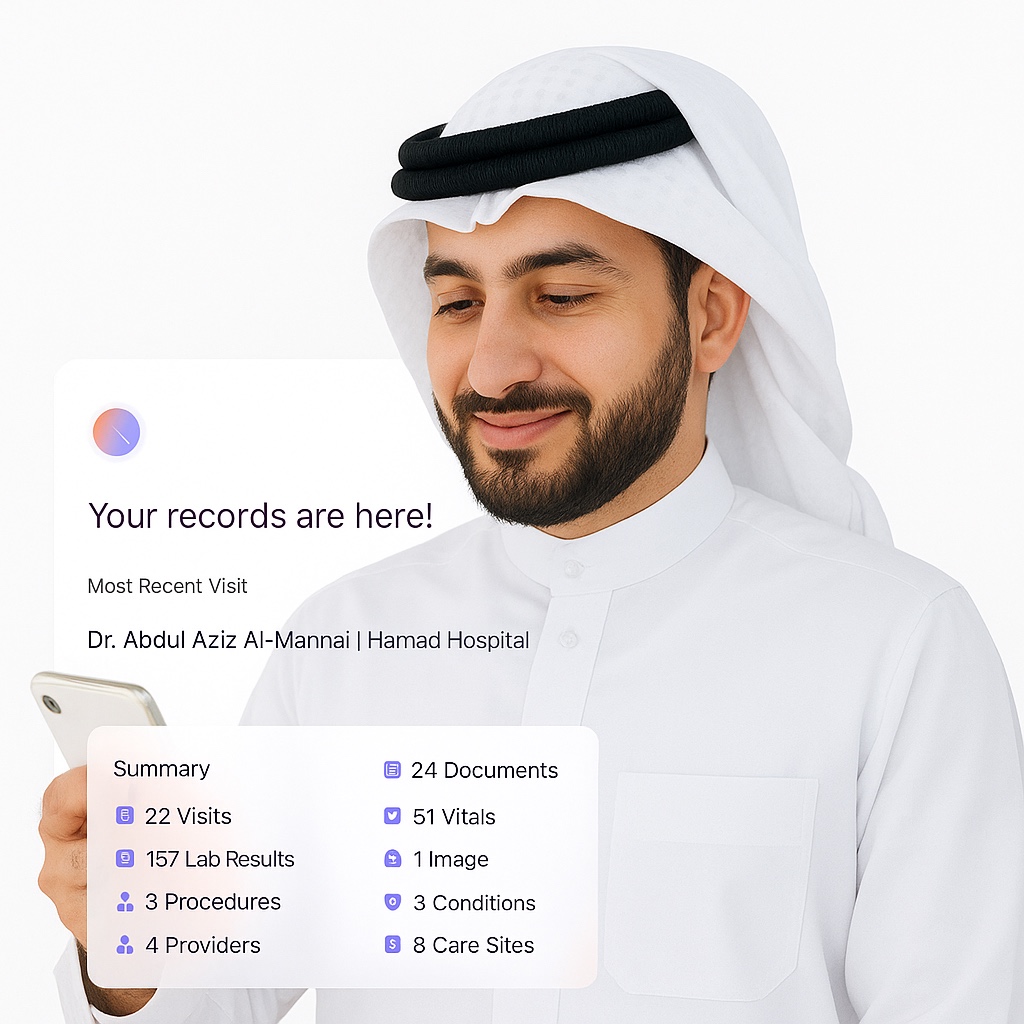 Your records are here!
Most Recent Visit
Dr. Abdul Aziz Al-Mannai | Hamad Hospital
Summary
22 Visits
157 Lab Results
3 Procedures
4 Providers
24 Documents
51 Vitals
1 Image
3 Conditions
8 Care Sites